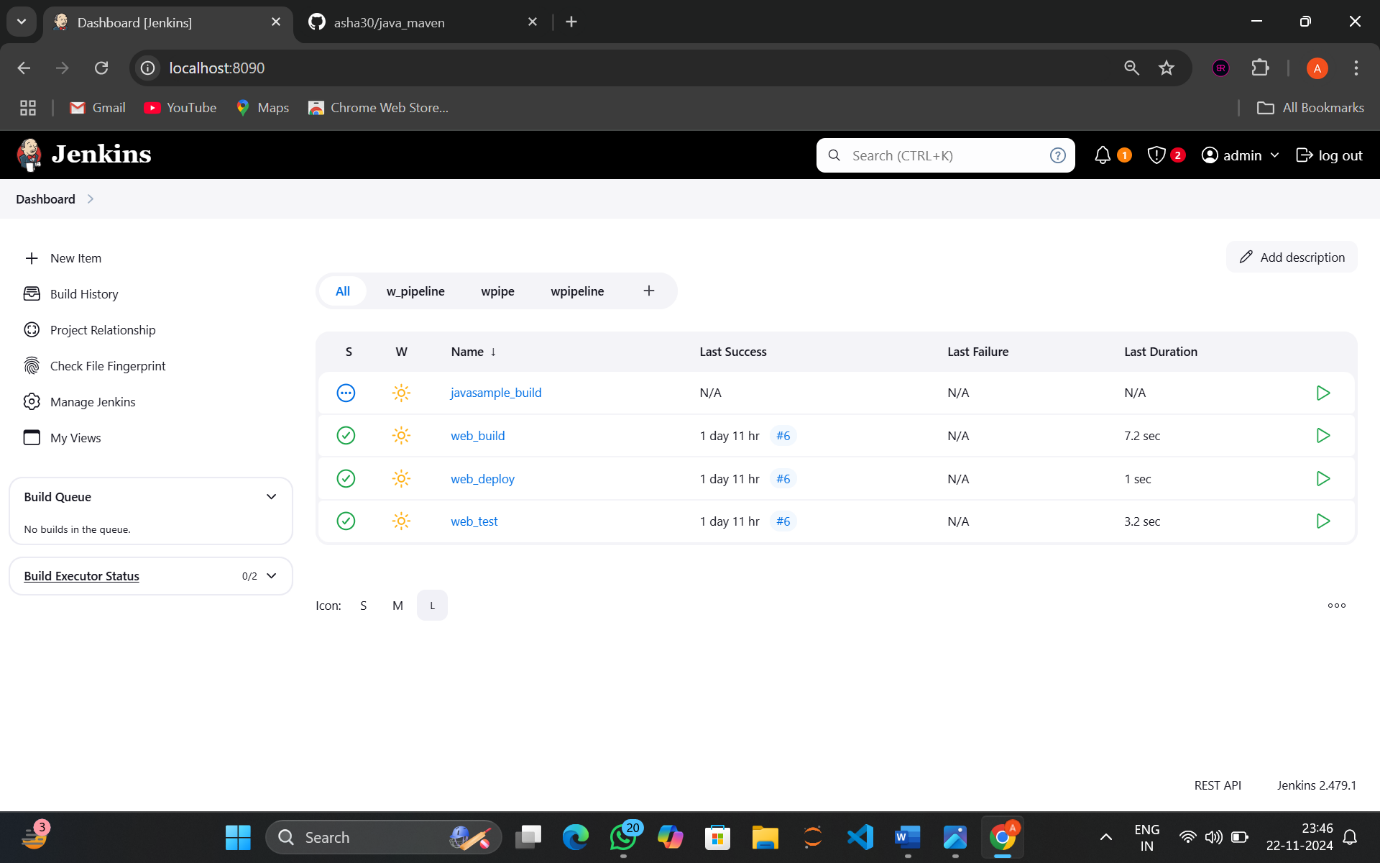 Dashboard [Jenkins]
asha30/java_maven
localhost:8090
A
Gmail
YouTube
Maps
Chrome Web Store...
All Bookmarks
Jenkins
Search (CTRL+K)
?
1
2
admin
log out
Dashboard
New Item
Build History
Project Relationship
Check File Fingerprint
Manage Jenkins
My Views
Build Queue
No builds in the queue.
Build Executor Status 0/2
Add description
All w_pipeline wpipe wpipeline +
S W Name ↓ Last Success Last Failure Last Duration
javasample_build N/A N/A N/A
web_build 1 day 11 hr #6 N/A 7.2 sec
web_deploy 1 day 11 hr #6 N/A 1 sec
web_test 1 day 11 hr #6 N/A 3.2 sec
Icon: S M L
REST API Jenkins 2.479.1
3
Search
20
W
A
ENG
IN
23:46
22-11-2024